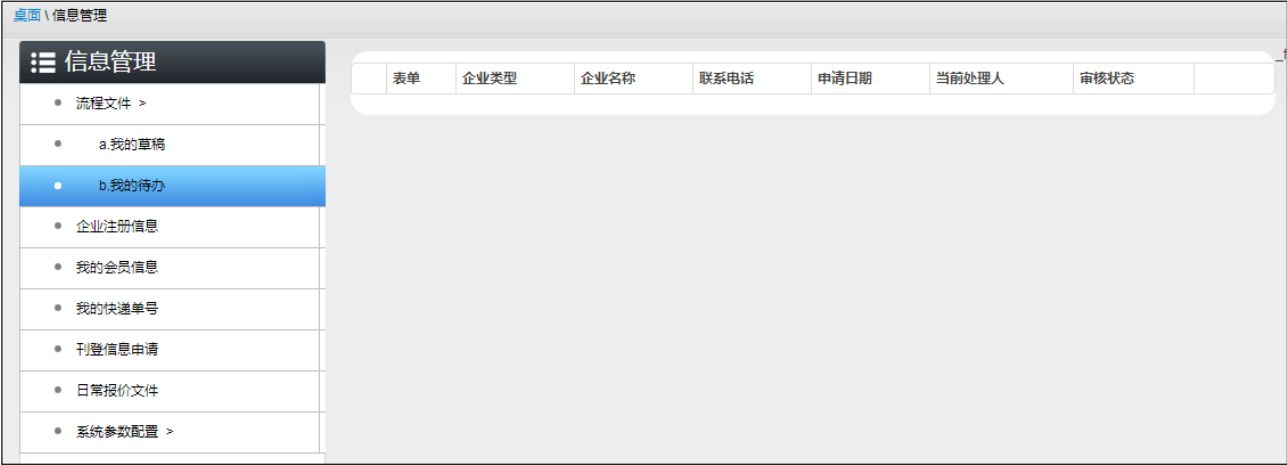 桌面 \ 信息管理
信息管理
流程文件 >
a.我的草稿
b.我的待办
企业注册信息
我的会员信息
我的快递单号
刊登信息申请
日常报价文件
系统参数配置 >
表单 企业类型 企业名称 联系电话 申请日期 当前处理人 审核状态